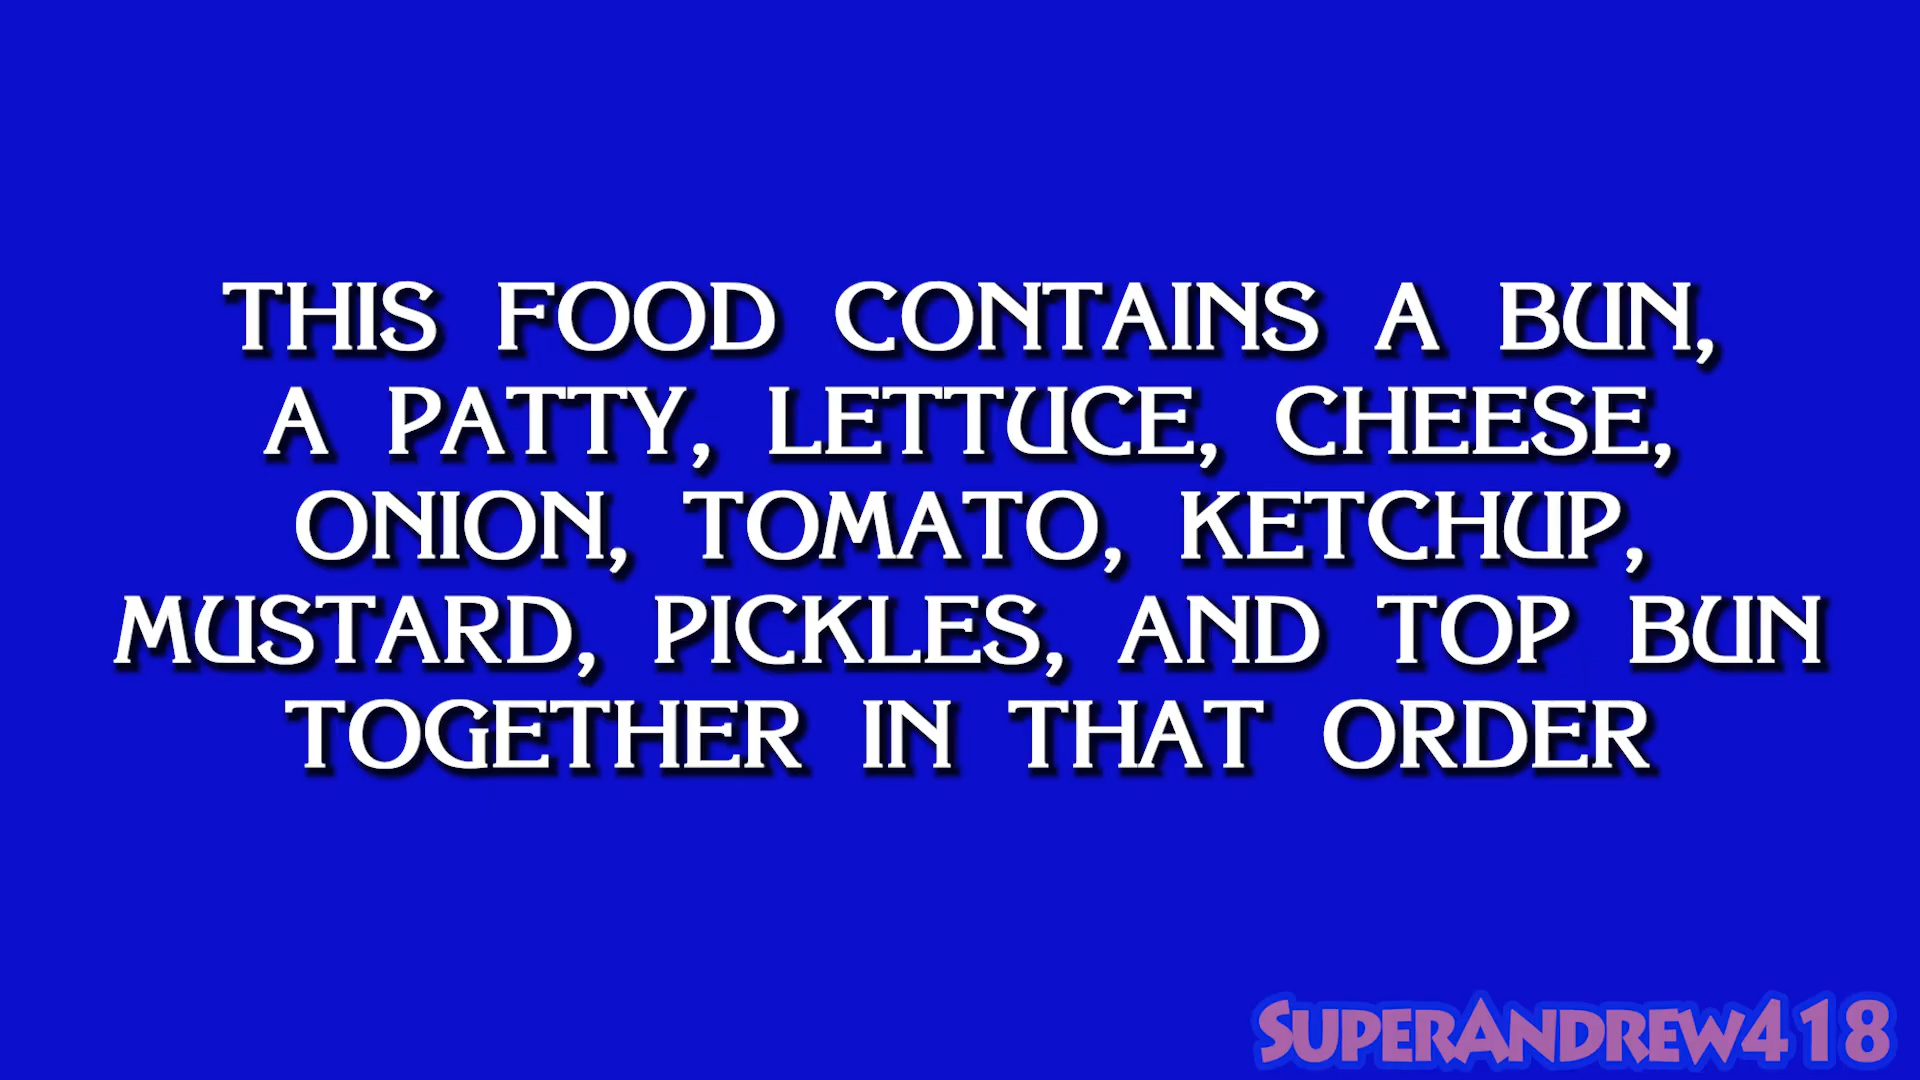 THIS FOOD CONTAINS A BUN,
A PATTY, LETTUCE, CHEESE,
ONION, TOMATO, KETCHUP,
MUSTARD, PICKLES, AND TOP BUN
TOGETHER IN THAT ORDER
SUPERANDREW418